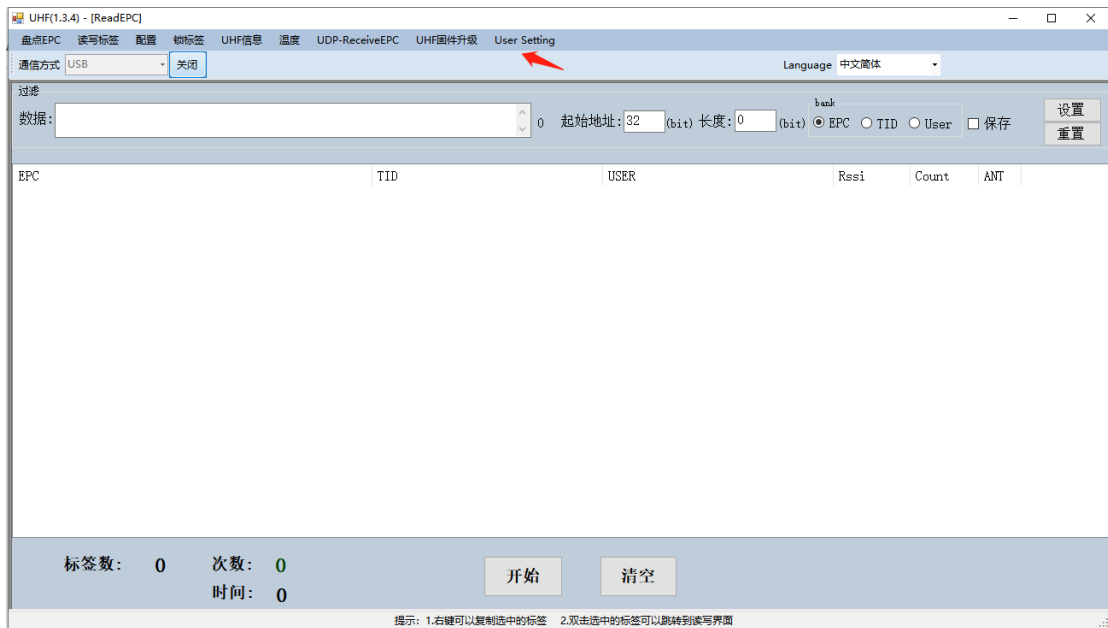 UHF(1.3.4) - [ReadEPC]
盘点EPC 读写标签 配置 锁标签 UHF信息 温度 UDP-ReceiveEPC UHF固件升级 User Setting
通信方式 USB 关闭 Language 中文简体
过滤
数据: 0 起始地址: 32 (bit) 长度: 0 (bit) bank EPC TID User 保存 设置
重置
EPC TID USER Rssi Count ANT
标签数: 0 次数: 0 开始 清空
时间: 0
提示: 1.右键可以复制选中的标签 2.双击选中的标签可以跳转到读写界面